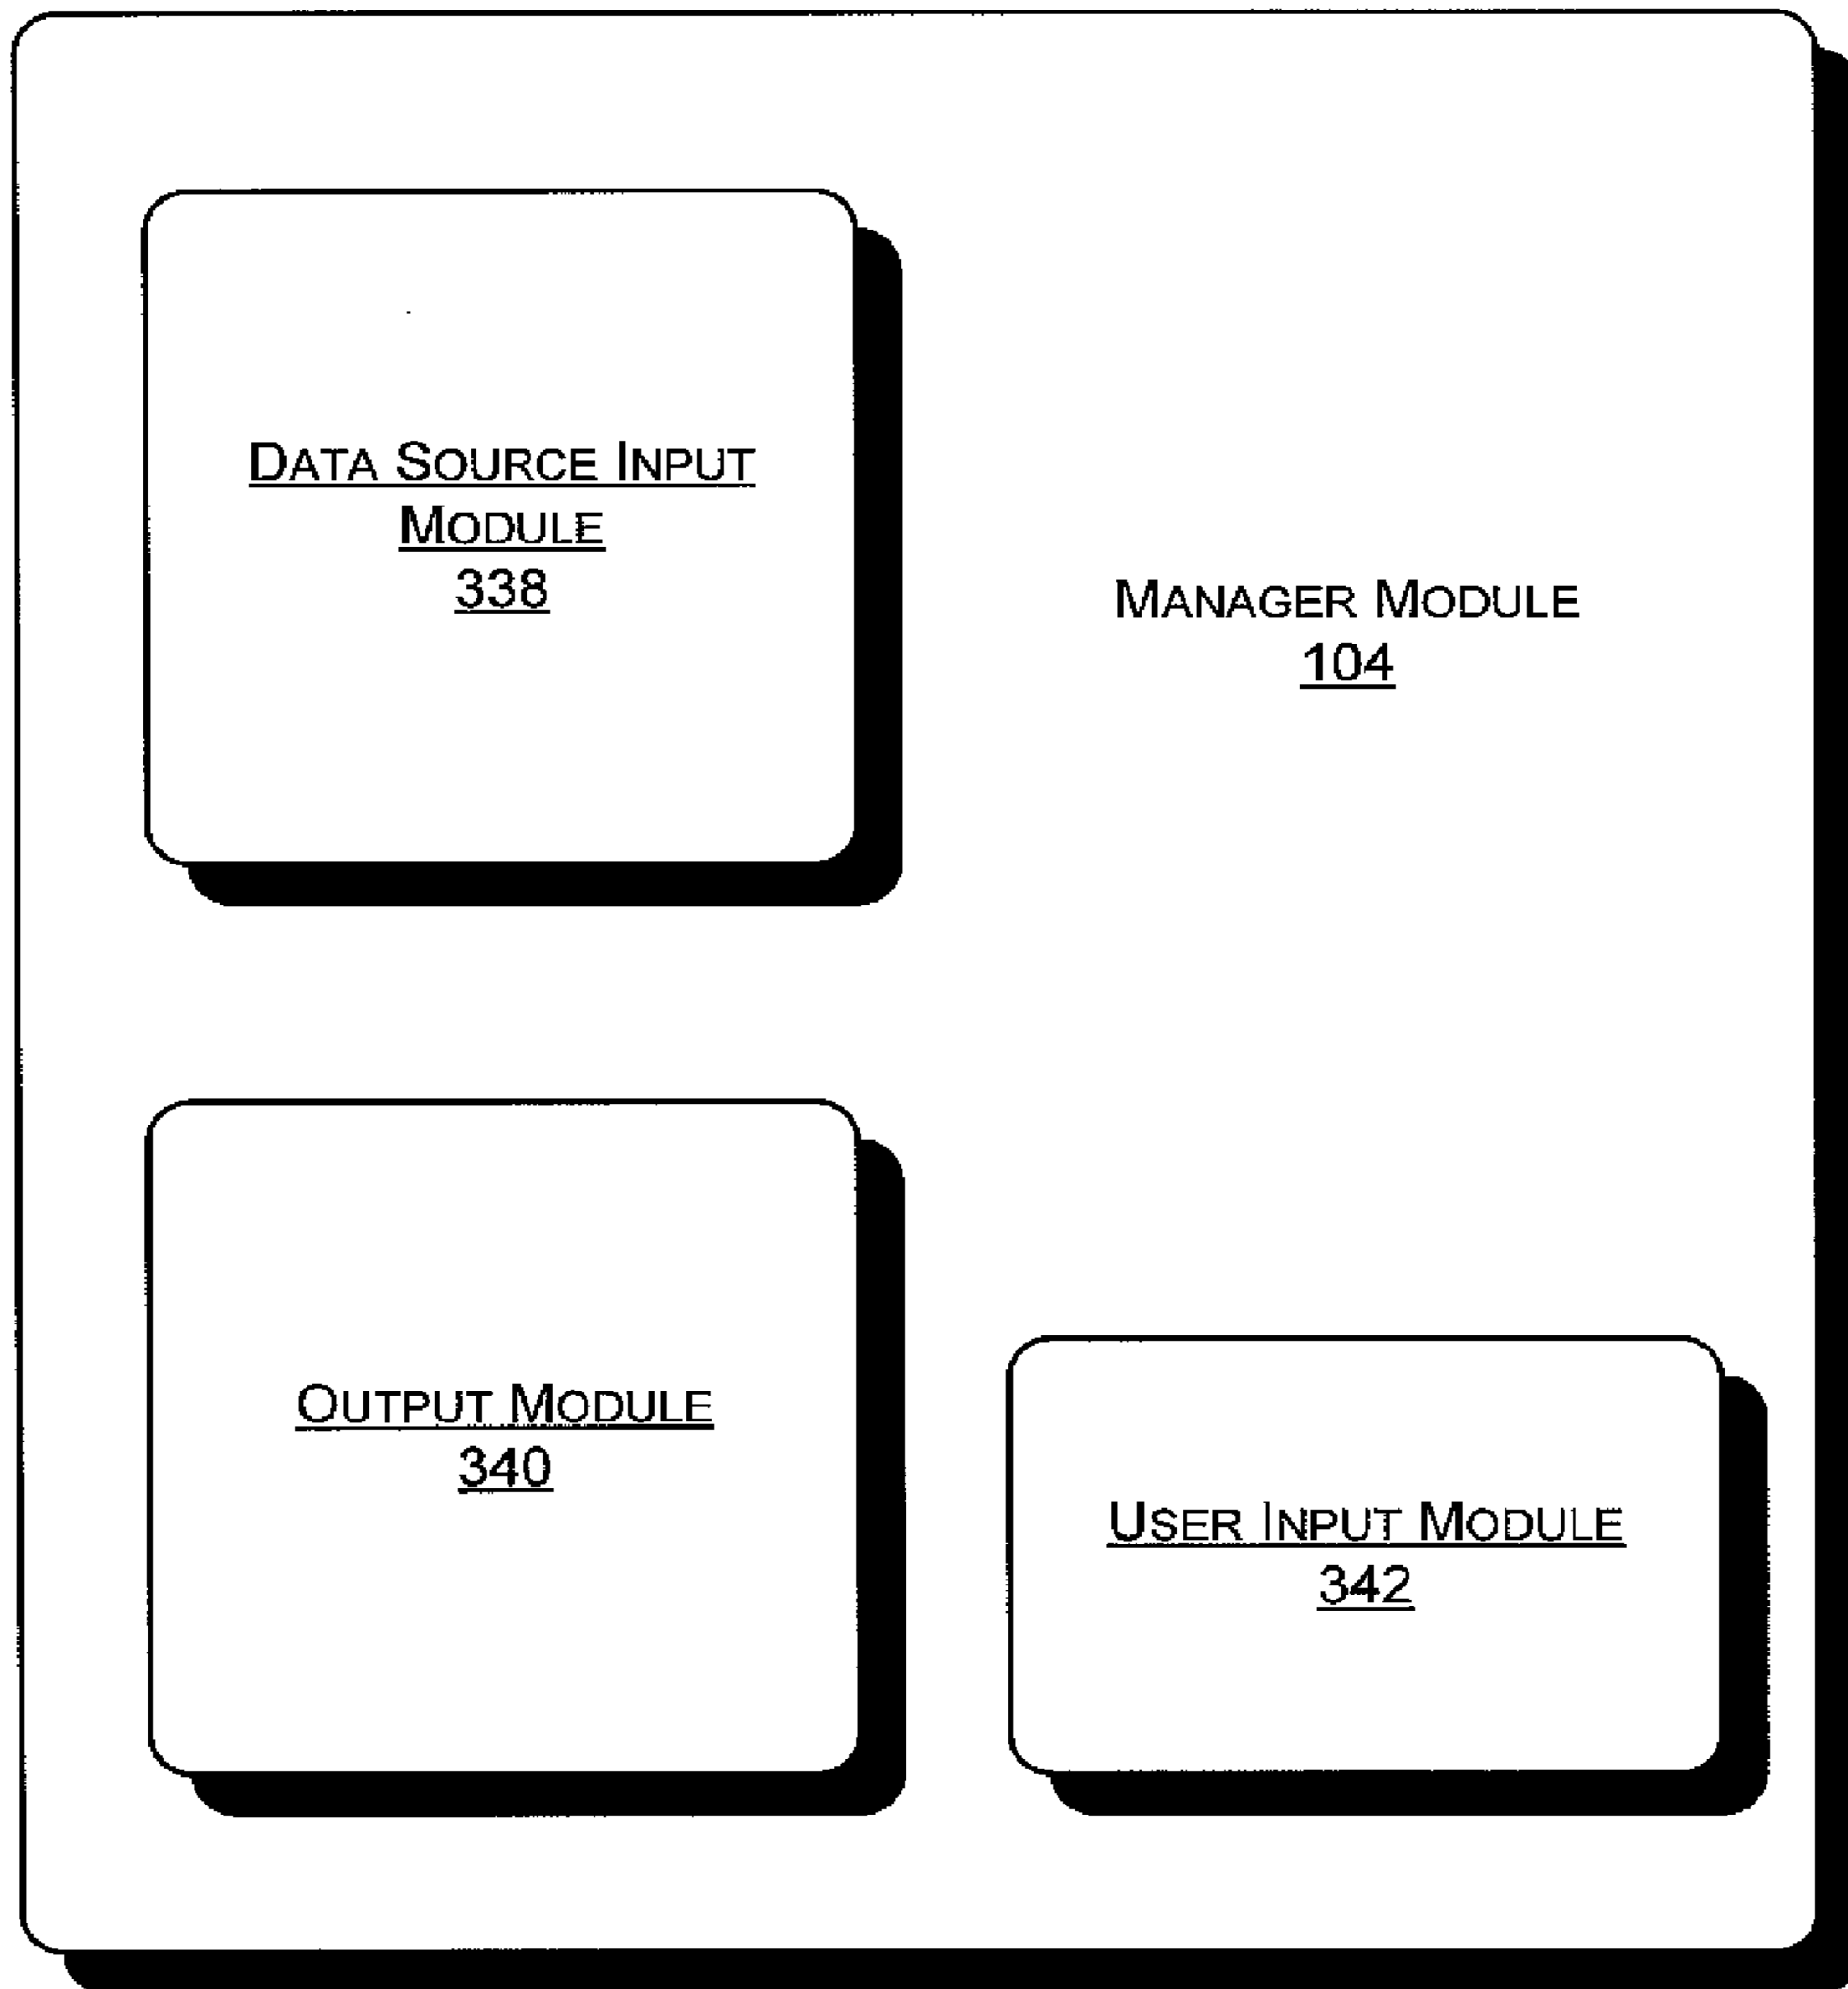 DATA SOURCE INPUT
MODULE
338
MANAGER MODULE
104
OUTPUT MODULE
340
USER INPUT MODULE
342